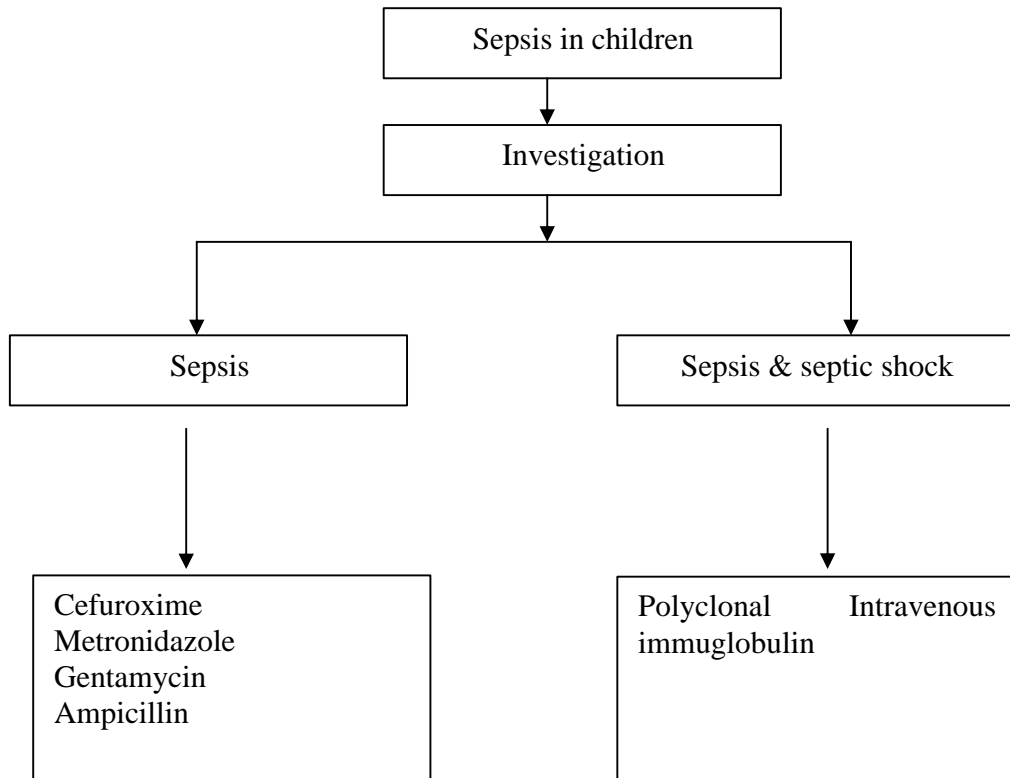 Sepsis in children
Investigation
Sepsis
Sepsis & septic shock
Cefuroxime
Metronidazole
Gentamycin
Ampicillin
Polyclonal Intravenous
immuglobulin